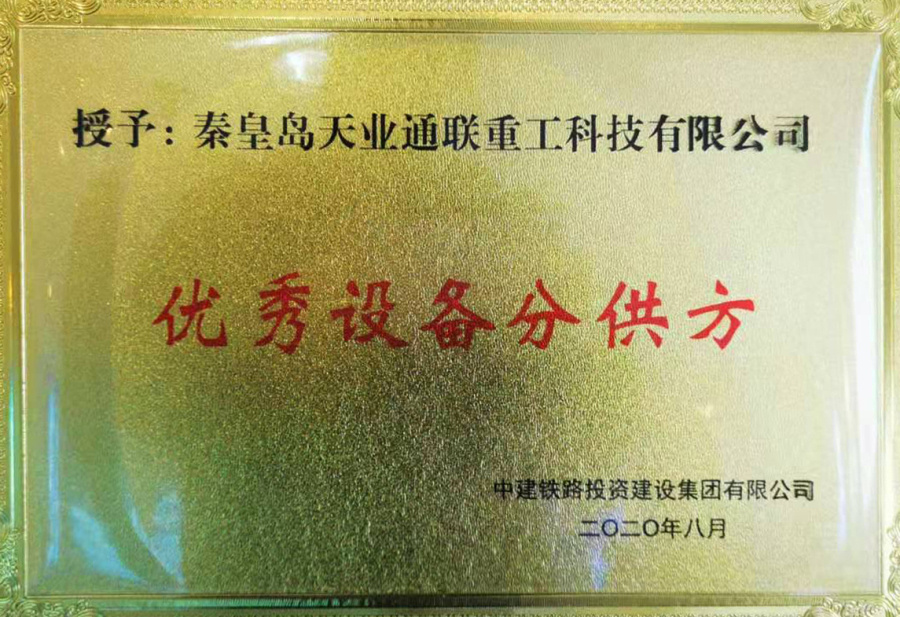 授予：秦皇岛天业通联重工科技有限公司
优秀设备分供方
中建铁路投资建设集团有限公司
二〇二〇年八月